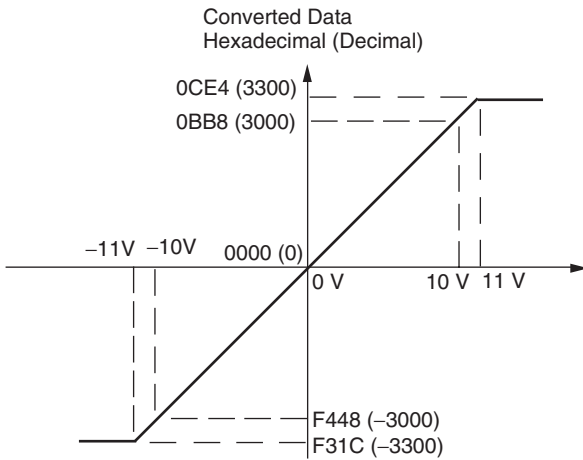 Converted Data
Hexadecimal (Decimal)
0CE4 (3300)
0BB8 (3000)
−11V
−10V
0000 (0)
0 V
10 V
11 V
F448 (−3000)
F31C (−3300)